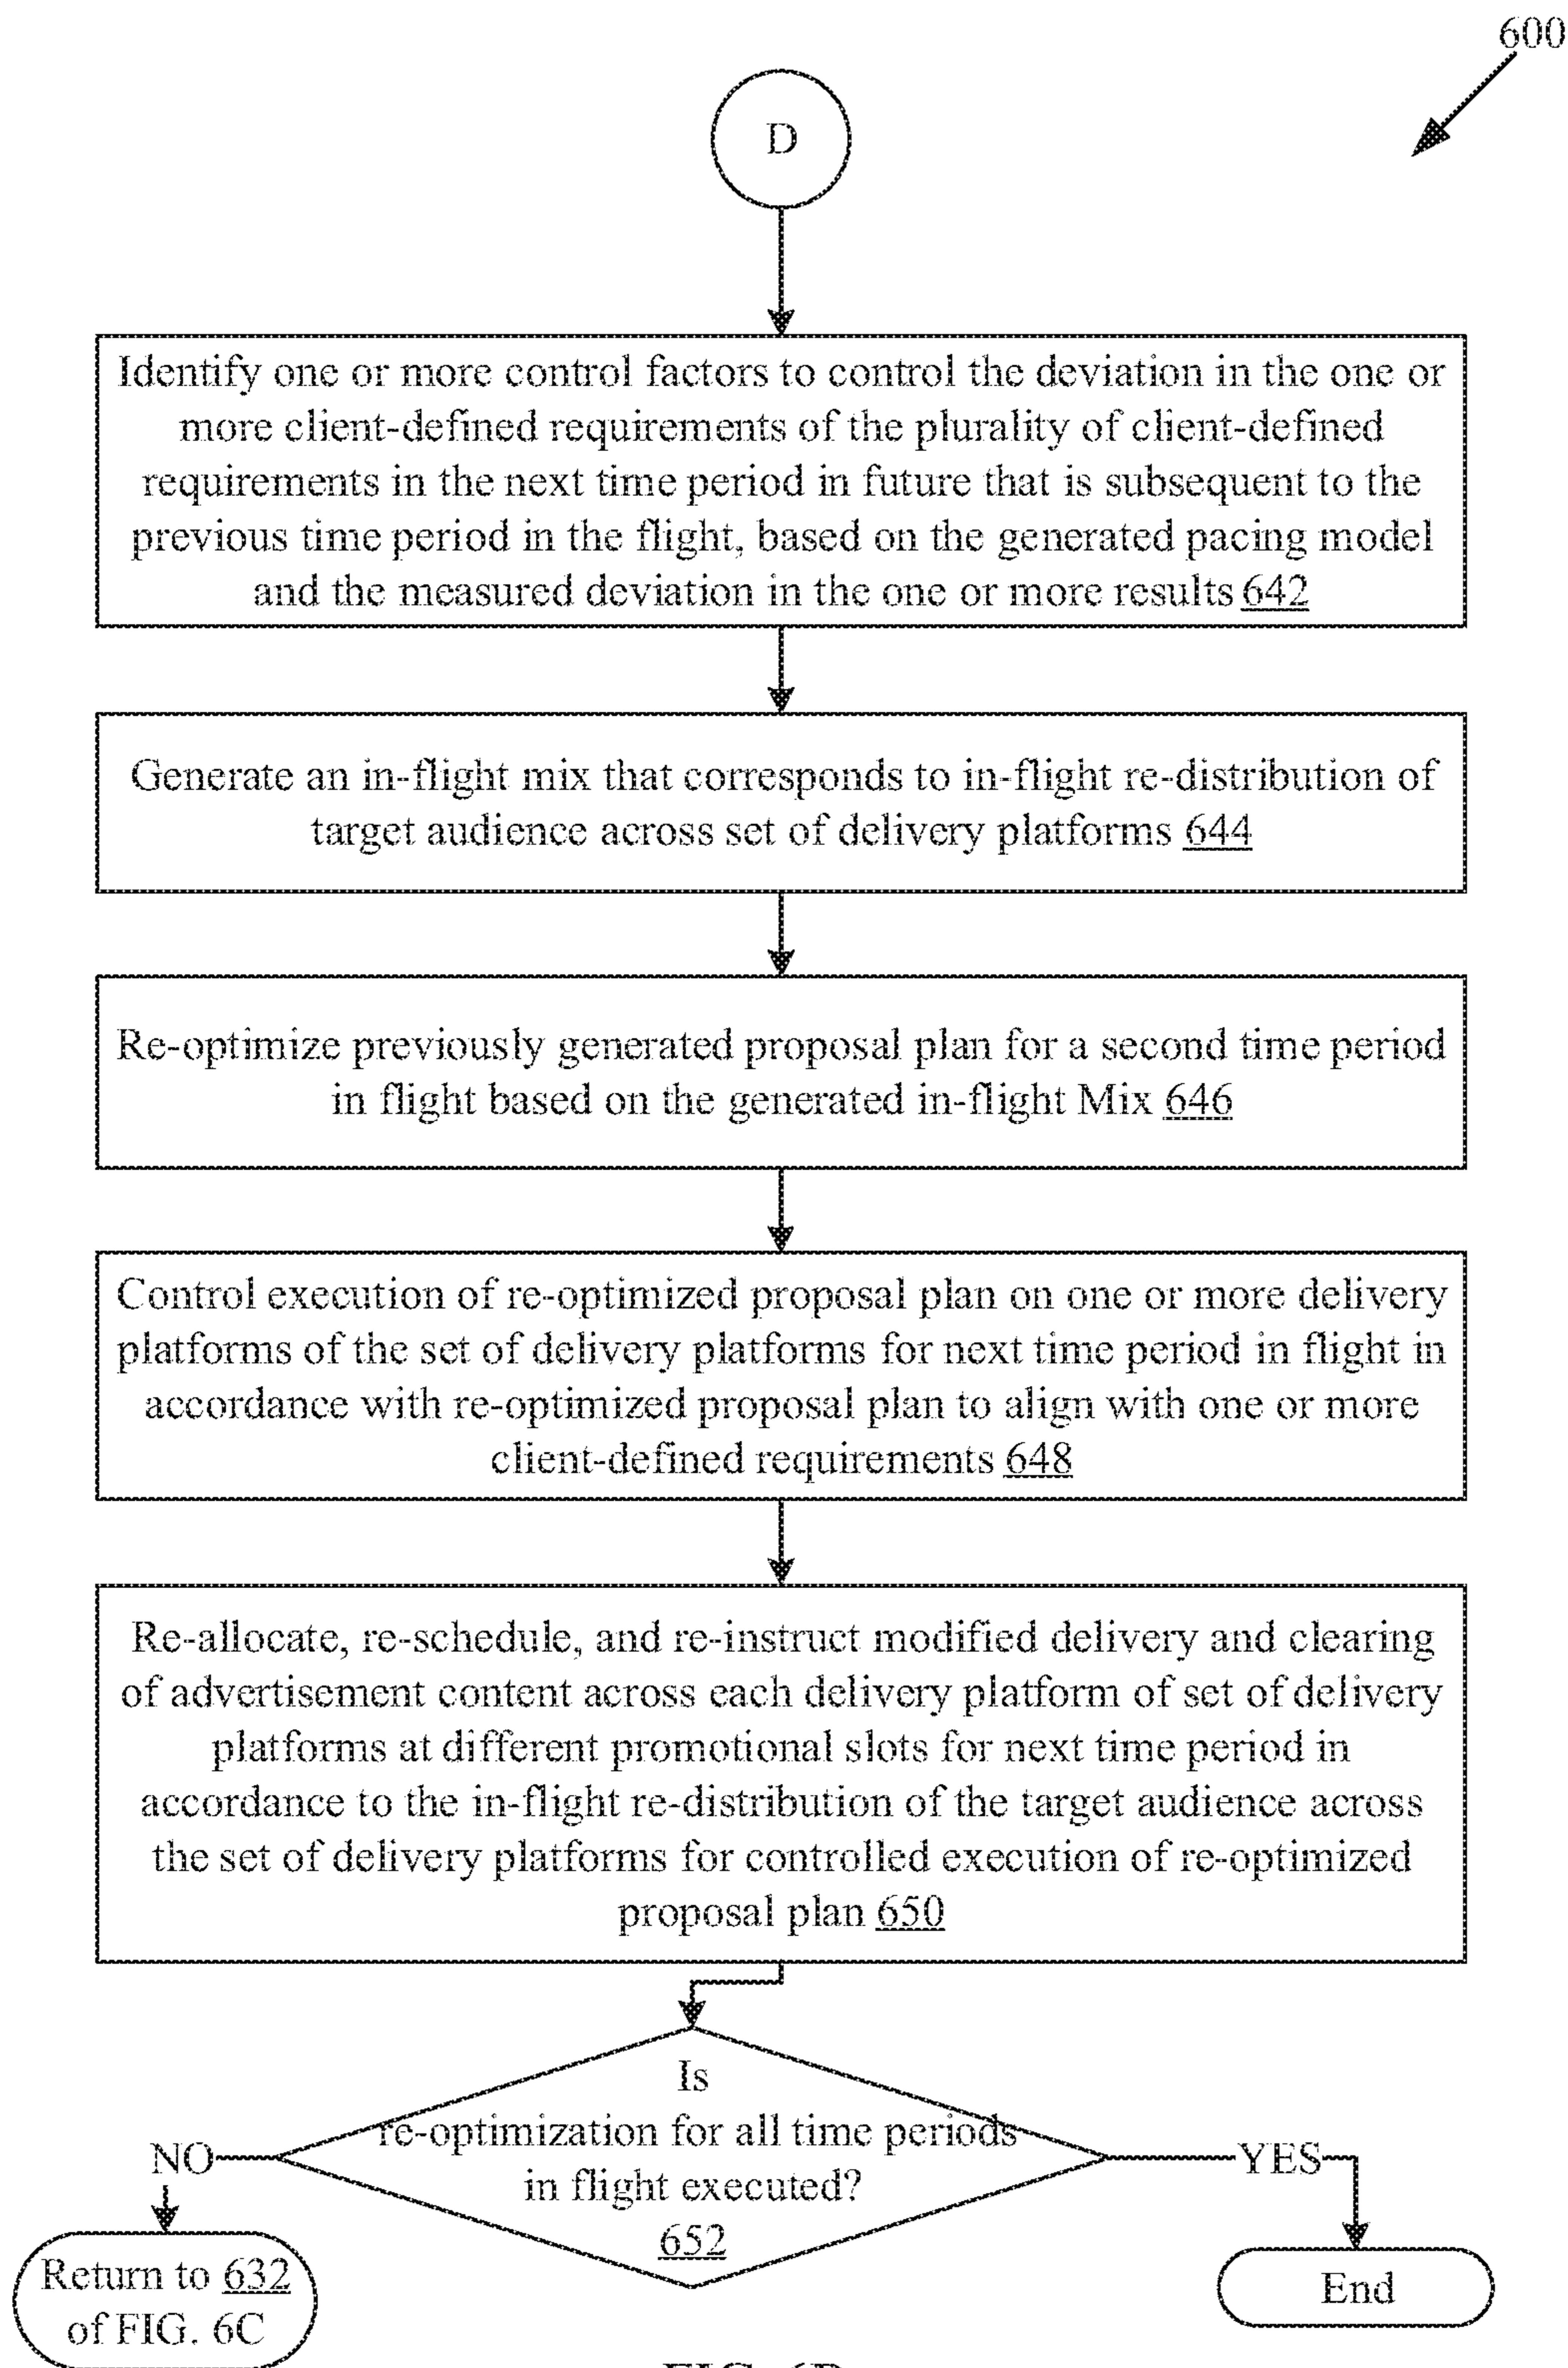 600
D
Identify one or more control factors to control the deviation in the one or
more client-defined requirements of the plurality of client-defined
requirements in the next time period in future that is subsequent to the
previous time period in the flight, based on the generated pacing model
and the measured deviation in the one or more results 642
Generate an in-flight mix that corresponds to in-flight re-distribution of
target audience across set of delivery platforms 644
Re-optimize previously generated proposal plan for a second time period
in flight based on the generated in-flight Mix 646
Control execution of re-optimized proposal plan on one or more delivery
platforms of the set of delivery platforms for next time period in flight in
accordance with re-optimized proposal plan to align with one or more
client-defined requirements 648
Re-allocate, re-schedule, and re-instruct modified delivery and clearing
of advertisement content across each delivery platform of set of delivery
platforms at different promotional slots for next time period in
accordance to the in-flight re-distribution of the target audience across
the set of delivery platforms for controlled execution of re-optimized
proposal plan 650
Is
re-optimization for all time periods
in flight executed?
652
NO
YES
Return to 632
of FIG. 6C
End